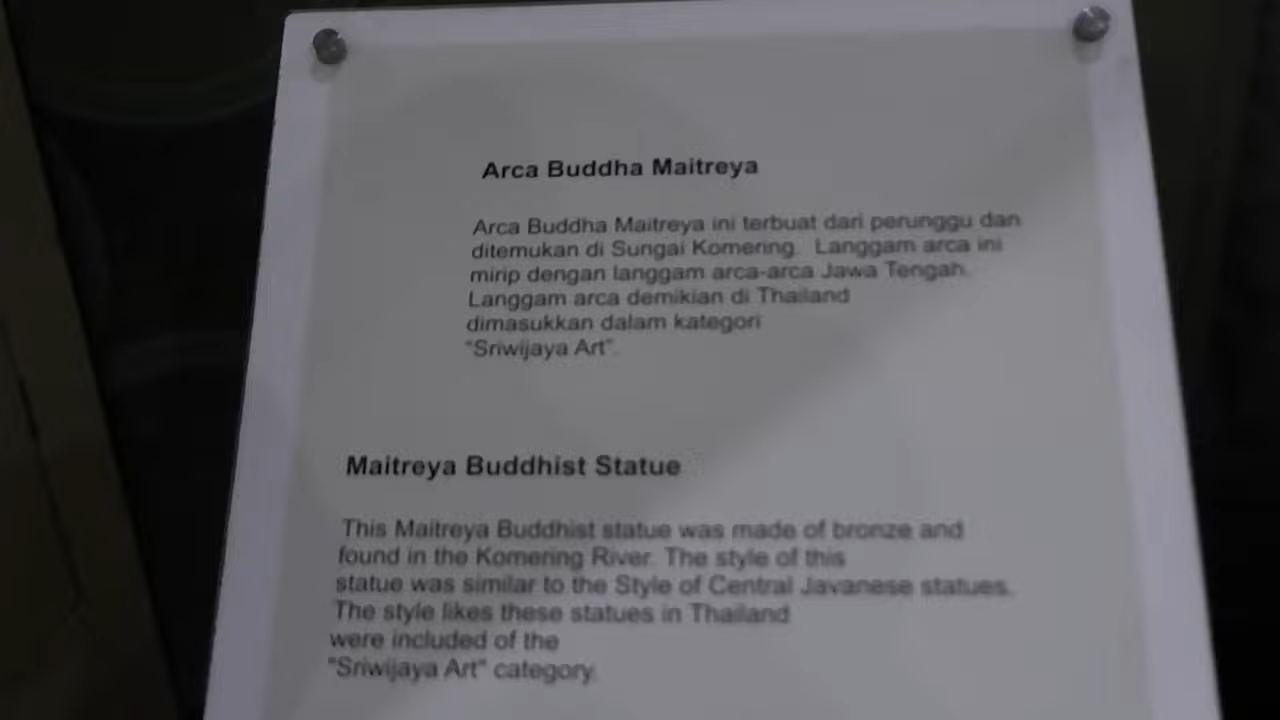 Arca Buddha Maitreya
Arca Buddha Maitreya ini terbuat dari perunggu dan
ditemukan di Sungai Komering. Langgam arca ini
mirip dengan langgam arca-arca Jawa Tengah.
Langgam arca demikian di Thailand
dimasukkan dalam kategori
"Sriwijaya Art".
Maitreya Buddhist Statue
This Maitreya Buddhist statue was made of bronze and
found in the Komering River. The style of this
statue was similar to the Style of Central Javanese statues.
The style likes these statues in Thailand
were included of the
"Sriwijaya Art" category.